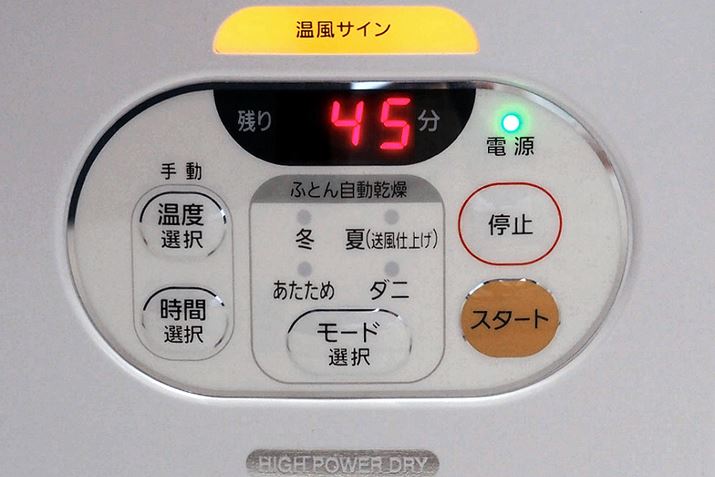 温風サイン
残り 45 分
電源
手動
温度
選択
時間
選択
ふとん自動乾燥
冬 夏(送風仕上げ)
あたため ダニ
モード
選択
停止
スタート
HIGH POWER DRY